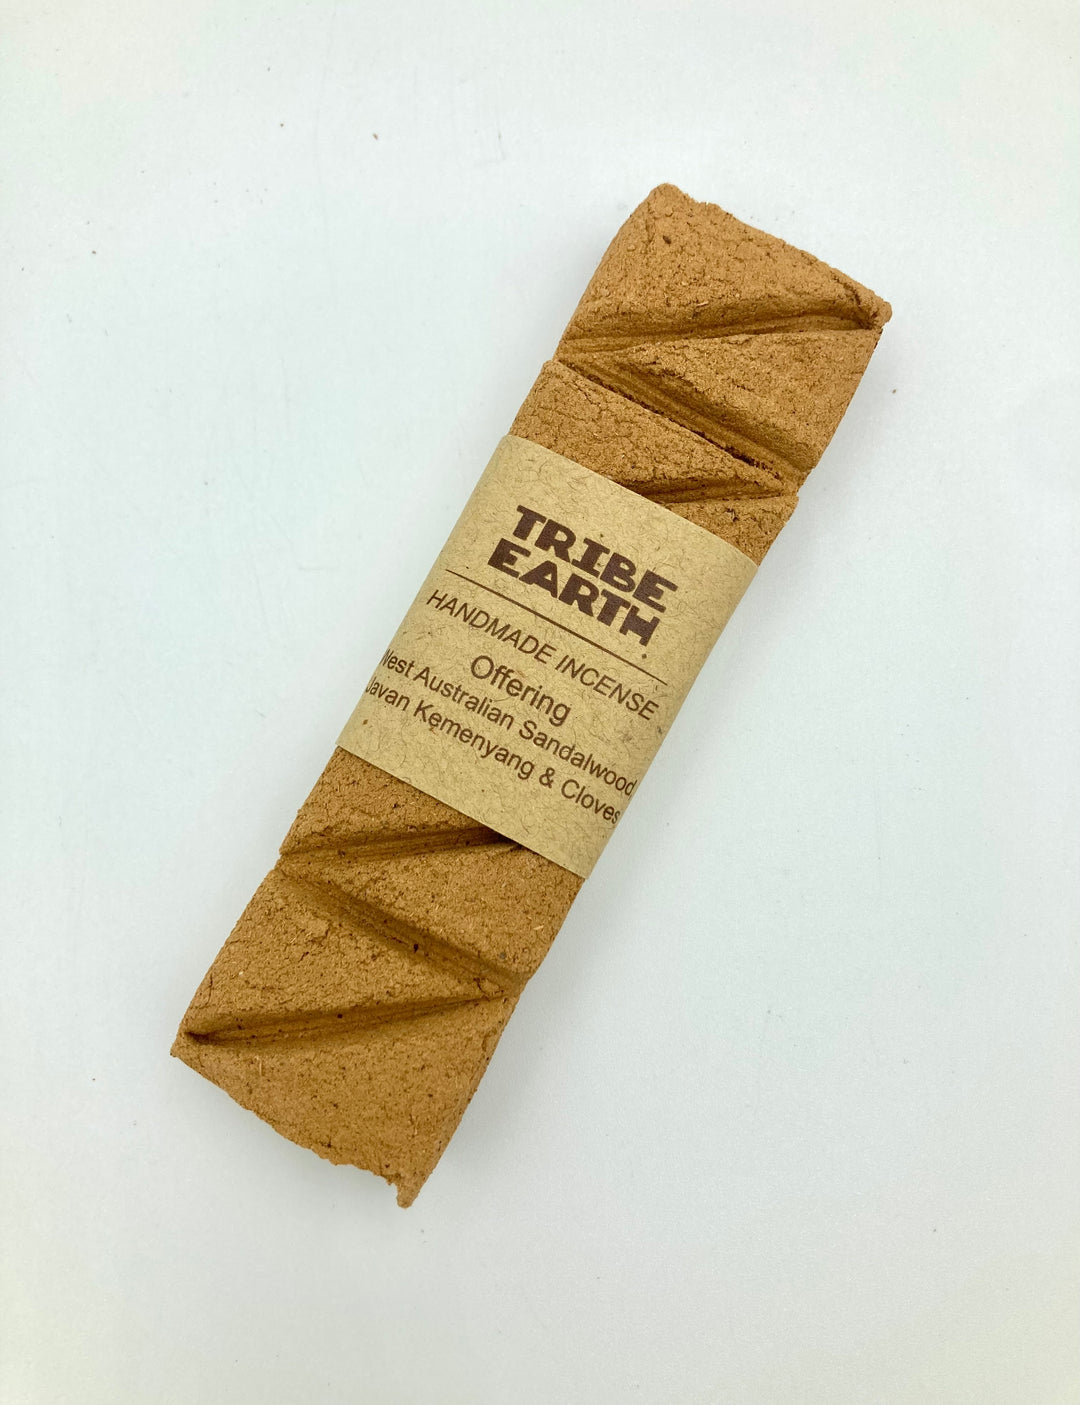 TRIBE
EARTH
HANDMADE INCENSE
Offering
West Australian Sandalwood
Javan Kemenyang & Cloves